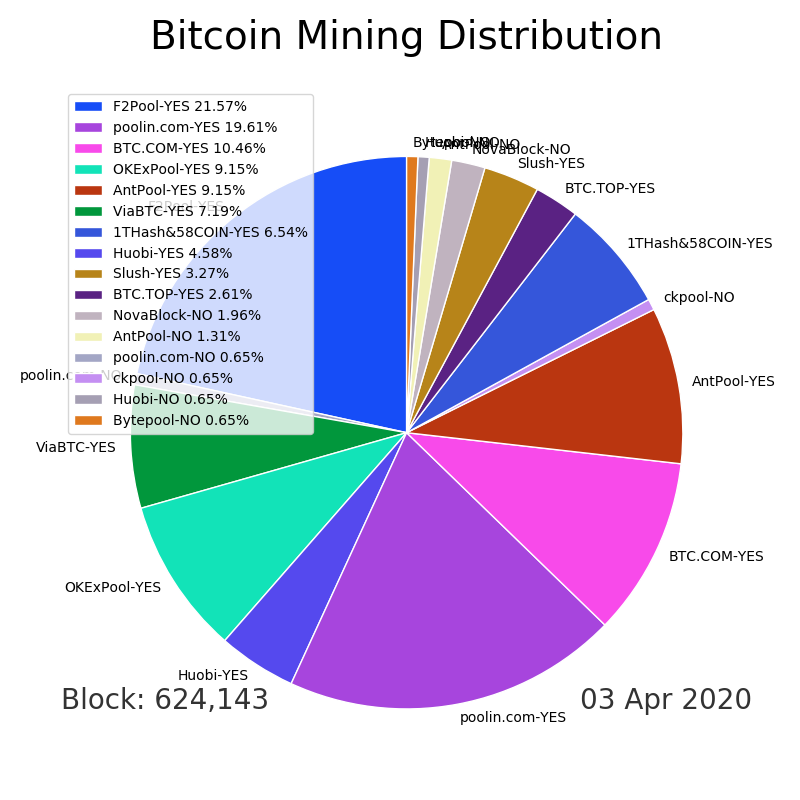 Bitcoin Mining Distribution
F2Pool-YES 21.57%
poolin.com-YES 19.61%
BTC.COM-YES 10.46%
OKExPool-YES 9.15%
AntPool-YES 9.15%
ViaBTC-YES 7.19%
1THash&58COIN-YES 6.54%
Huobi-YES 4.58%
Slush-YES 3.27%
BTC.TOP-YES 2.61%
NovaBlock-NO 1.96%
AntPool-NO 1.31%
poolin.com-NO 0.65%
ckpool-NO 0.65%
Huobi-NO 0.65%
Bytepool-NO 0.65%
Bytepool-NO
Huobi-NO
AntPool-NO
NovaBlock-NO
Slush-YES
BTC.TOP-YES
1THash&58COIN-YES
ckpool-NO
AntPool-YES
BTC.COM-YES
poolin.com-YES
Huobi-YES
OKExPool-YES
ViaBTC-YES
poolin.com-NO
F2Pool-YES
Block: 624,143
03 Apr 2020